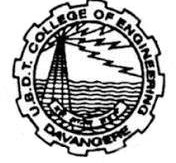 U.B.D.T. COLLEGE OF ENGINEERING
DAVANGERE